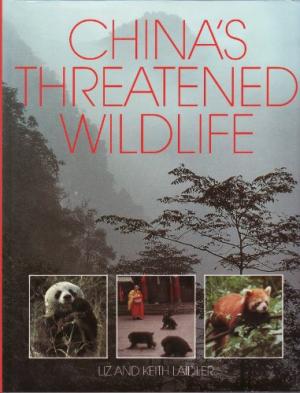 CHINA'S
THREATENED
WILDLIFE
LIZ AND KEITH LAIDLER